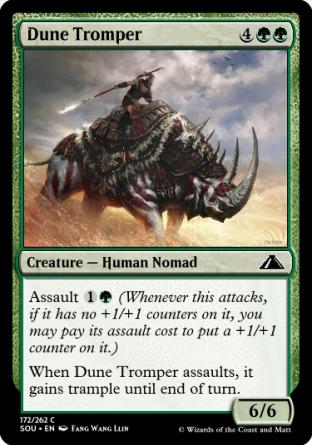 Dune Tromper 4
Creature — Human Nomad
Assault 1 (Whenever this attacks,
if it has no +1/+1 counters on it, you
may pay its assault cost to put a +1/+1
counter on it.)
When Dune Tromper assaults, it
gains trample until end of turn.
6/6
172/262 C
SOU • EN Fang Wang Llin
© Wizards of the Coast and Matt